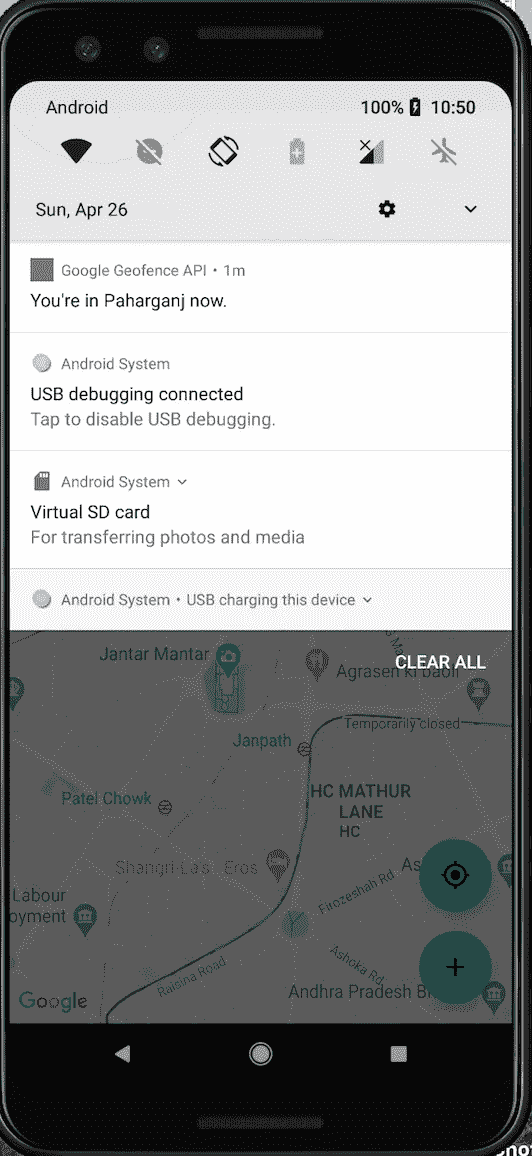 Android 100% 10:50
Sun, Apr 26
Google Geofence API • 1m
You're in Paharganj now.
Android System
USB debugging connected
Tap to disable USB debugging.
Android System
Virtual SD card
For transferring photos and media
Android System • USB charging this device
CLEAR ALL
Jantar Mantar
Agrasen ki baoli
Temporarily closed
Janpath
HC MATHUR
LANE
HC
Patel Chowk
Shangri-La's Eros
As
Labour
oyment
Firozeshah Rd
Ashoka Rd
Raisina Road
Andhra Pradesh B
Google